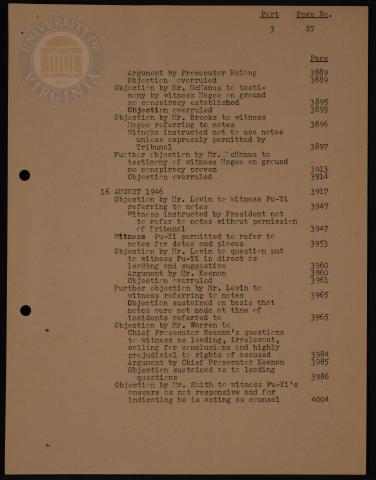 Part Page No.
3 27
UNIVERSITY OF VIRGINIA
Page
Argument by Prosecutor Hsiang 3889
Objection overruled 3889
Objection by Mr. McManus to testi-
mony by witness Magee on ground
no conspiracy established 3895
Objection overruled 3895
Objection by Mr. Brooks to witness
Magee referring to notes 3896
Witness instructed not to use notes
unless expressly permitted by
Tribunal 3897
Further objection by Mr. McManus to
testimony of witness Magee on ground
no conspiracy proven 3913
Objection overruled 3914
16 AUGUST 1946 3917
Objection by Mr. Levin to witness Pu-Yi
referring to notes 3947
Witness instructed by President not
to refer to notes without permission
of Tribunal 3947
Witness Pu-Yi permitted to refer to
notes for dates and places 3953
Objection by Mr. Levin to question put
to witness Pu-Yi in direct as
leading and suggestive 3960
Argument by Mr. Keenan 3960
Objection overruled 3961
Further objection by Mr. Levin to
witness referring to notes 3965
Objection sustained on basis that
notes were not made at time of
incidents referred to 3965
Objection by Mr. Warren to
Chief Prosecutor Keenan's questions
to witness as leading, irrelevant,
calling for conclusions and highly
prejudicial to rights of accused 3984
Argument by Chief Prosecutor Keenan 3985
Objection sustained as to leading
questions 3986
Objection by Mr. Smith to witness Pu-Yi's
answers as not responsive and for
indicating he is acting as counsel 4004